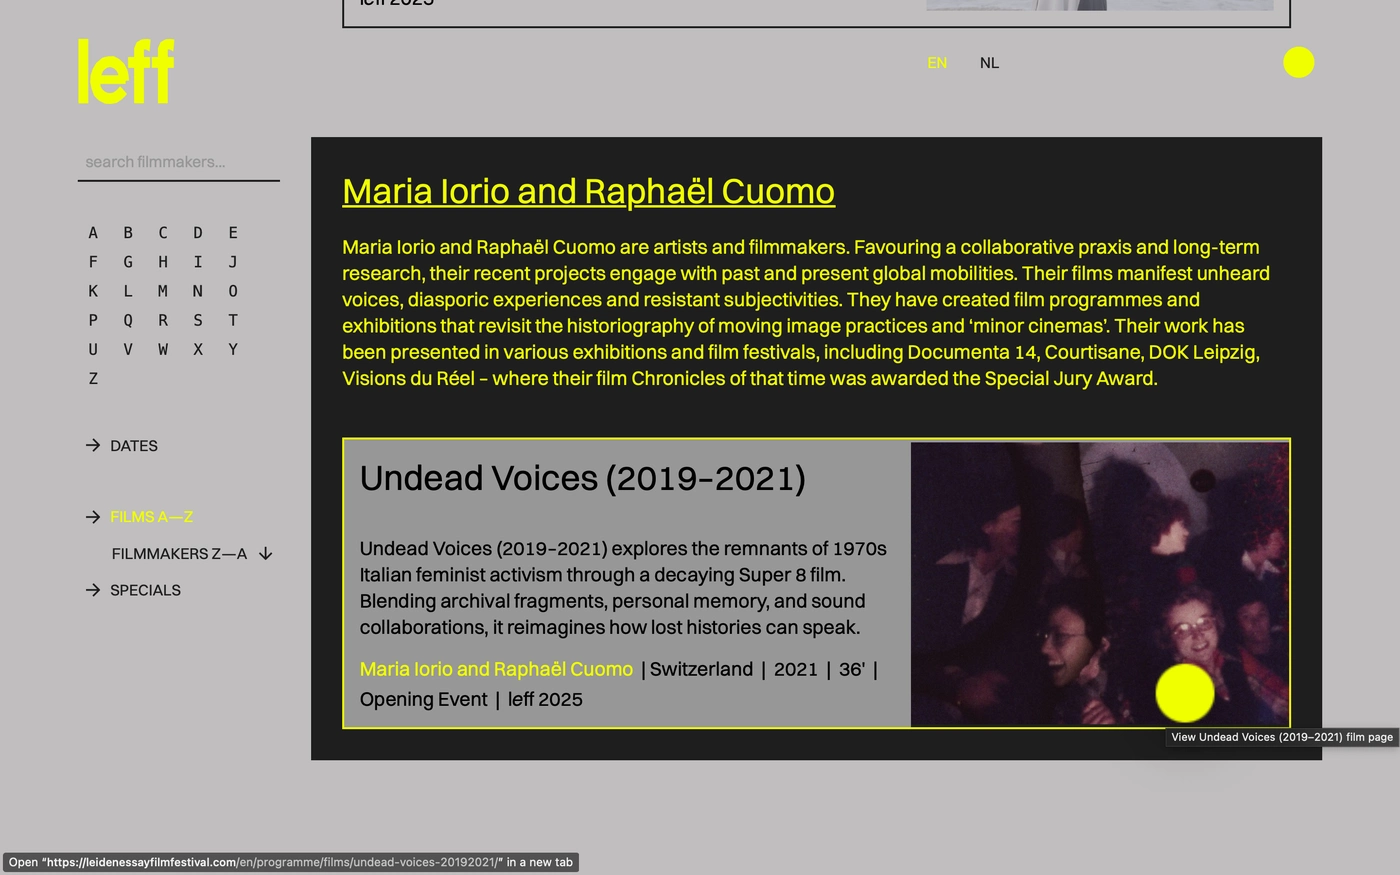 leff 2025
leff
EN NL
search filmmakers...
A B C D E
F G H I J
K L M N O
P Q R S T
U V W X Y
Z
→ DATES
→ FILMS A—Z
FILMMAKERS Z—A ↓
→ SPECIALS
Maria Iorio and Raphaël Cuomo
Maria Iorio and Raphaël Cuomo are artists and filmmakers. Favouring a collaborative praxis and long-term
research, their recent projects engage with past and present global mobilities. Their films manifest unheard
voices, diasporic experiences and resistant subjectivities. They have created film programmes and
exhibitions that revisit the historiography of moving image practices and ‘minor cinemas’. Their work has
been presented in various exhibitions and film festivals, including Documenta 14, Courtisane, DOK Leipzig,
Visions du Réel – where their film Chronicles of that time was awarded the Special Jury Award.
Undead Voices (2019–2021)
Undead Voices (2019–2021) explores the remnants of 1970s
Italian feminist activism through a decaying Super 8 film.
Blending archival fragments, personal memory, and sound
collaborations, it reimagines how lost histories can speak.
Maria Iorio and Raphaël Cuomo | Switzerland | 2021 | 36' |
Opening Event | leff 2025
View Undead Voices (2019–2021) film page
Open “https://leidenessayfilmfestival.com/en/programme/films/undead-voices-20192021/” in a new tab